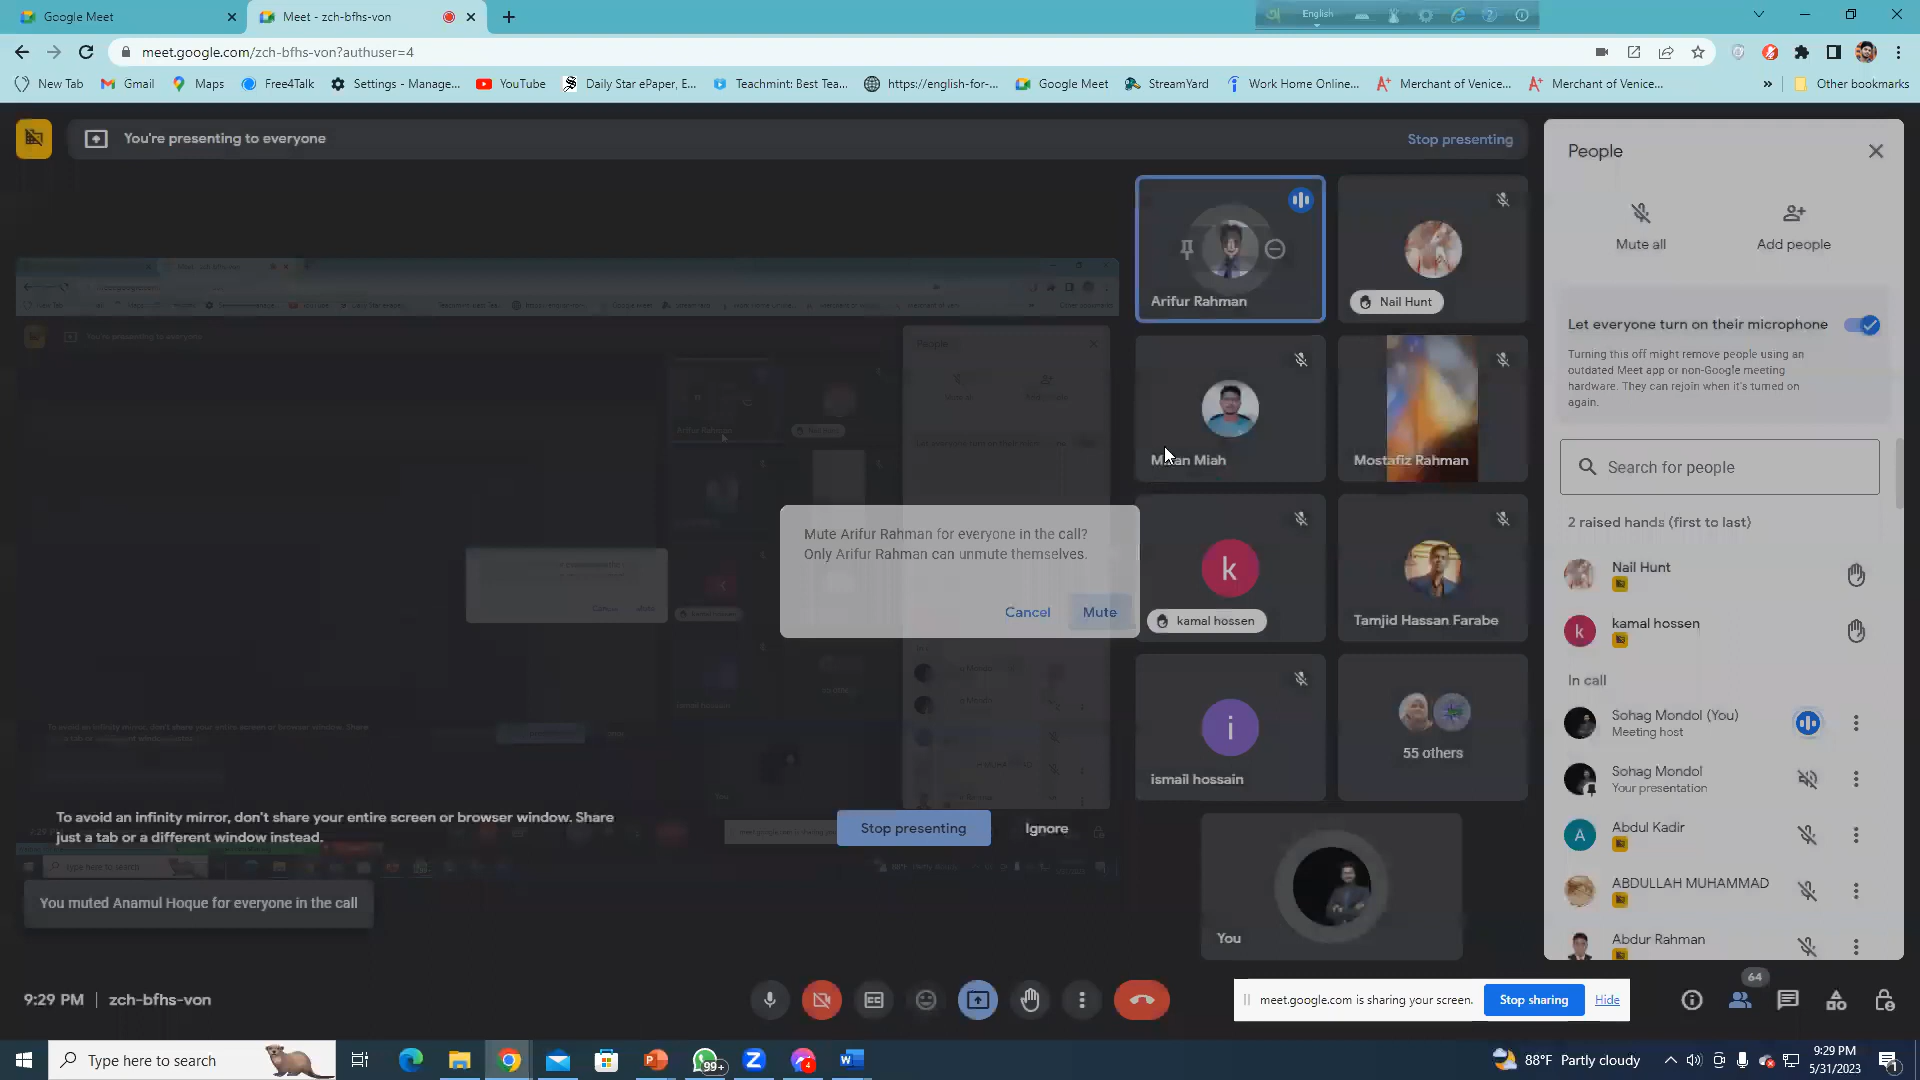 Google Meet
Meet - zch-bfhs-von
English
meet.google.com/zch-bfhs-von?authuser=4
New Tab
Gmail
Maps
Free4Talk
Settings - Manage...
YouTube
Daily Star ePaper, E...
Teachmint: Best Tea...
https://english-for-...
Google Meet
StreamYard
Work Home Online...
Merchant of Venice...
Merchant of Venice...
Other bookmarks
You're presenting to everyone
Stop presenting
Arifur Rahman
Nail Hunt
Mostafiz Rahman
Mute Arifur Rahman for everyone in the call?
Only Arifur Rahman can unmute themselves.
Cancel
Mute
k
kamal hossen
Tamjid Hassan Farabe
i
ismail hossain
55 others
To avoid an infinity mirror, don't share your entire screen or browser window. Share
just a tab or a different window instead.
Stop presenting
Ignore
You muted Anamul Hoque for everyone in the call
You
People
Mute all
Add people
Let everyone turn on their microphone
Turning this off might remove people using an
outdated Meet app or non-Google meeting
hardware. They can rejoin when it's turned on
again.
Search for people
2 raised hands (first to last)
Nail Hunt
k
kamal hossen
In call
Sohag Mondol (You)
Meeting host
Sohag Mondol
Your presentation
A
Abdul Kadir
ABDULLAH MUHAMMAD
Abdur Rahman
9:29 PM | zch-bfhs-von
meet.google.com is sharing your screen.
Stop sharing
Hide
64
Type here to search
99+
4
88°F Partly cloudy
9:29 PM
5/31/2023
1